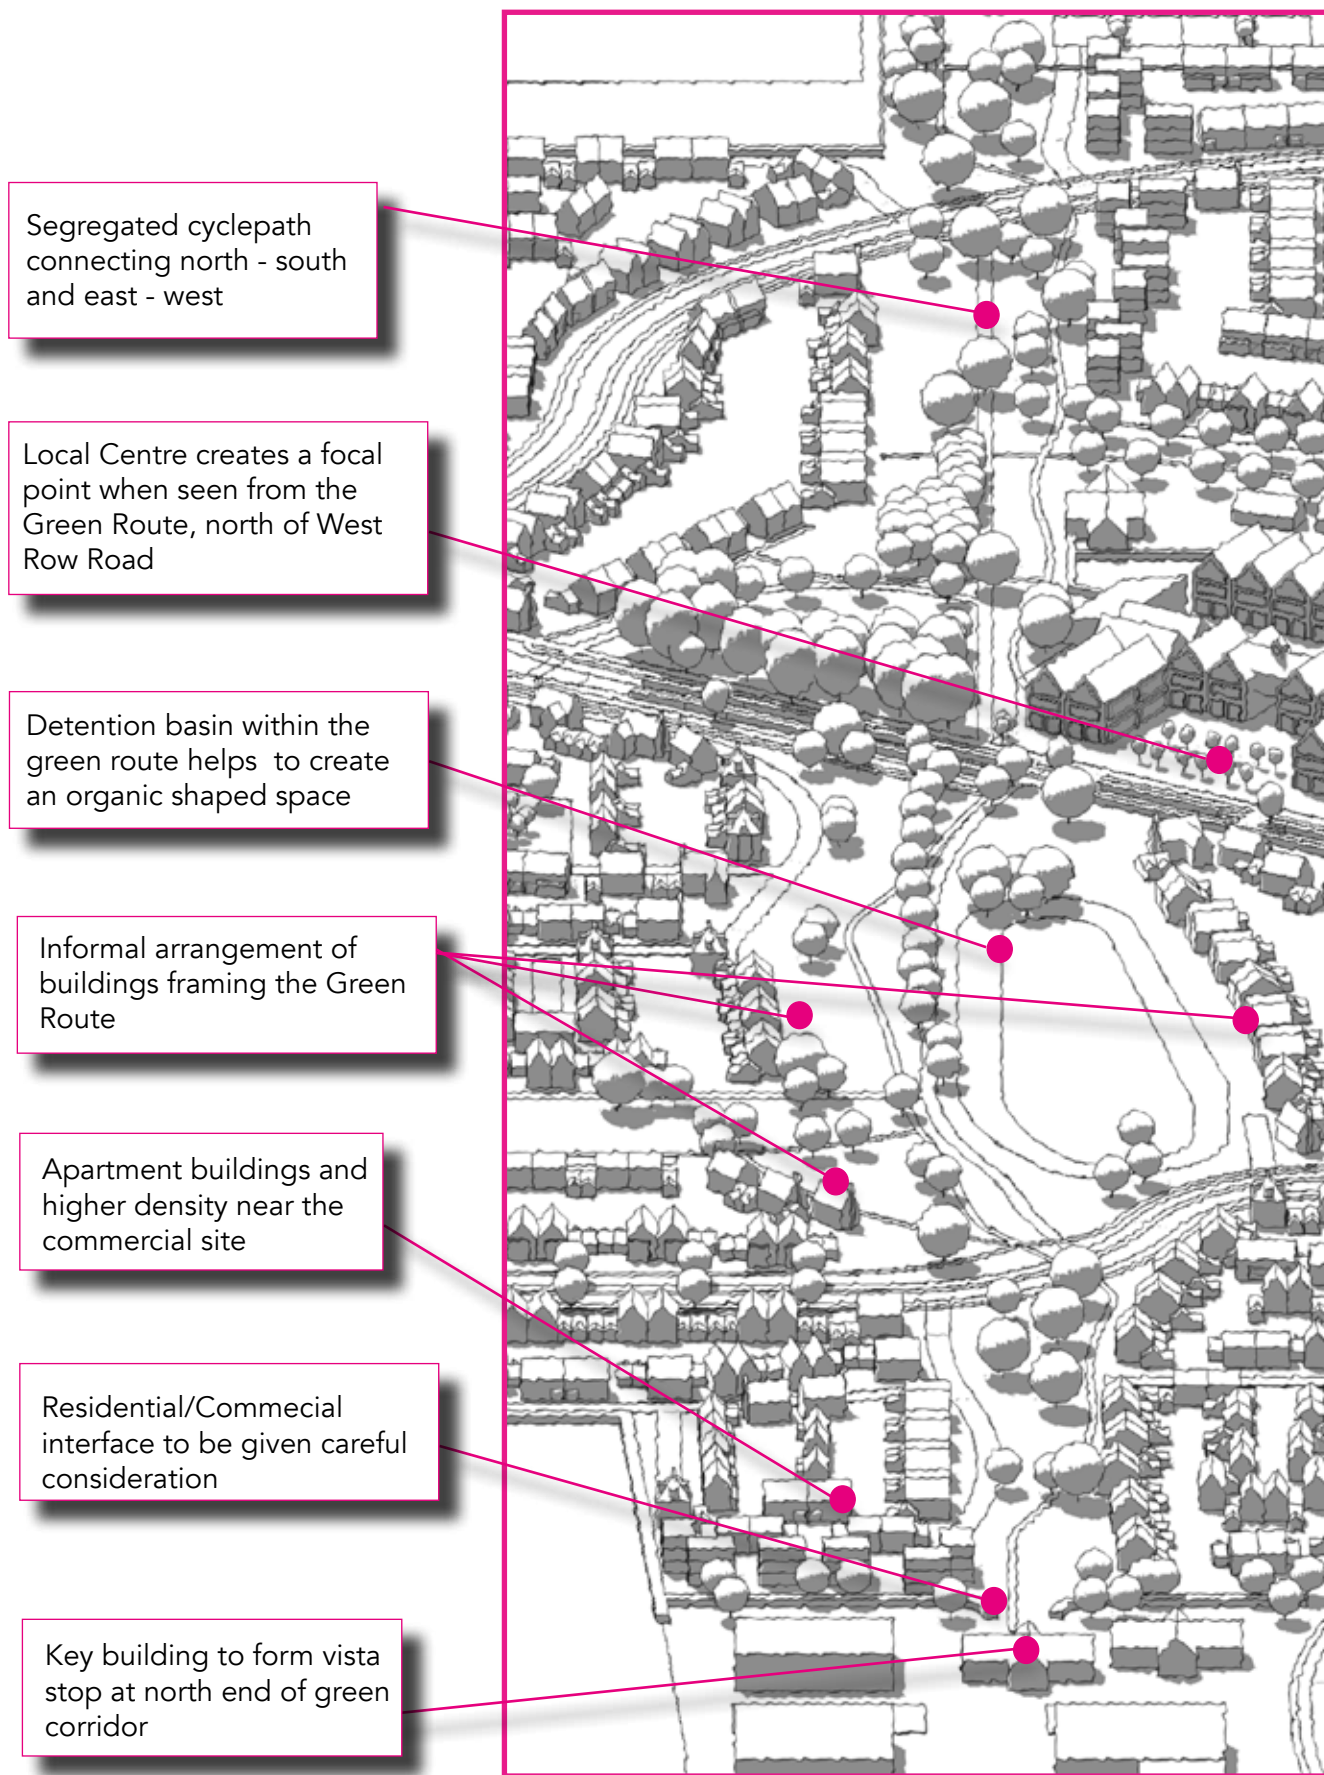 Segregated cyclepath
connecting north - south
and east - west
Local Centre creates a focal
point when seen from the
Green Route, north of West
Row Road
Detention basin within the
green route helps  to create
an organic shaped space
Informal arrangement of
buildings framing the Green
Route
Apartment buildings and
higher density near the
commercial site
Residential/Commecial
interface to be given careful
consideration
Key building to form vista
stop at north end of green
corridor